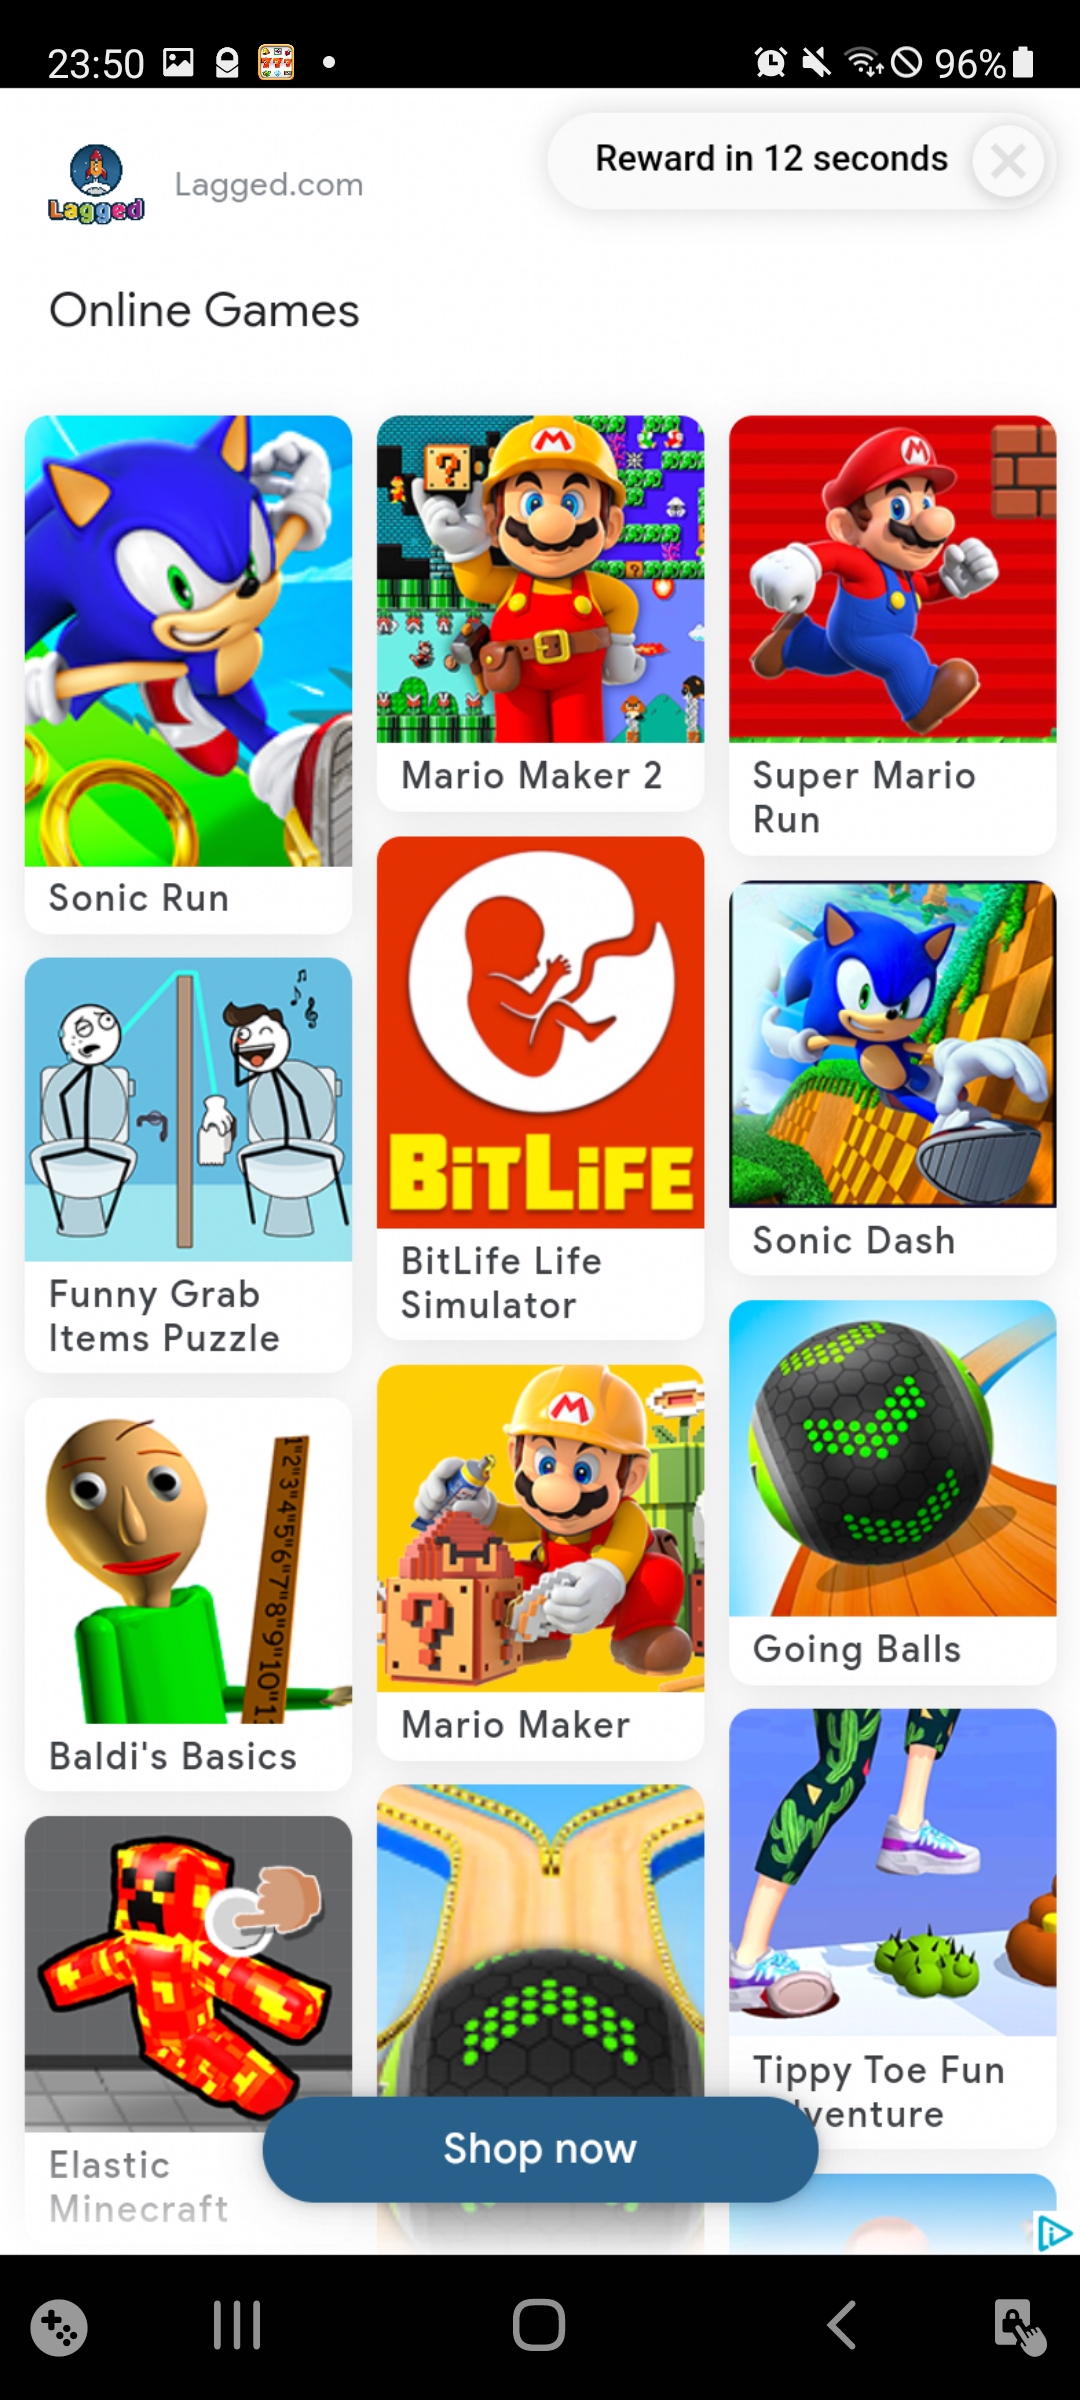 23:50
96%
Reward in 12 seconds
Lagged
Lagged.com
Online Games
Sonic Run
Mario Maker 2
Super Mario
Run
BiTLiFE
BitLife Life
Simulator
Sonic Dash
Funny Grab
Items Puzzle
1"2"3"4"5"6"7"8"9"10"1
Baldi's Basics
Mario Maker
Going Balls
Elastic
Minecraft
Tippy Toe Fun
venture
Shop now